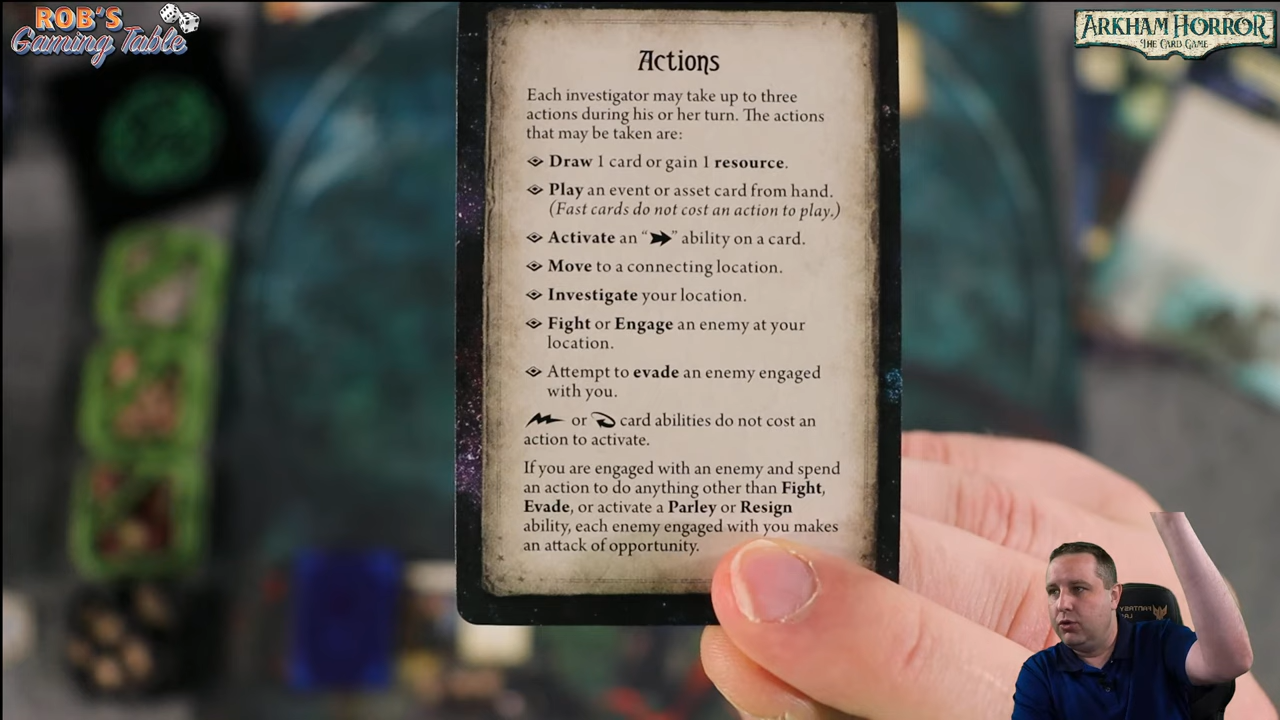 ROB'S
Gaming Table
ARKHAM HORROR
THE CARD GAME
Actions
Each investigator may take up to three
actions during his or her turn. The actions
that may be taken are:
Draw 1 card or gain 1 resource.
Play an event or asset card from hand.
(Fast cards do not cost an action to play.)
Activate an “ ” ability on a card.
Move to a connecting location.
Investigate your location.
Fight or Engage an enemy at your
location.
Attempt to evade an enemy engaged
with you.
or card abilities do not cost an
action to activate.
If you are engaged with an enemy and spend
an action to do anything other than Fight,
Evade, or activate a Parley or Resign
ability, each enemy engaged with you makes
an attack of opportunity.